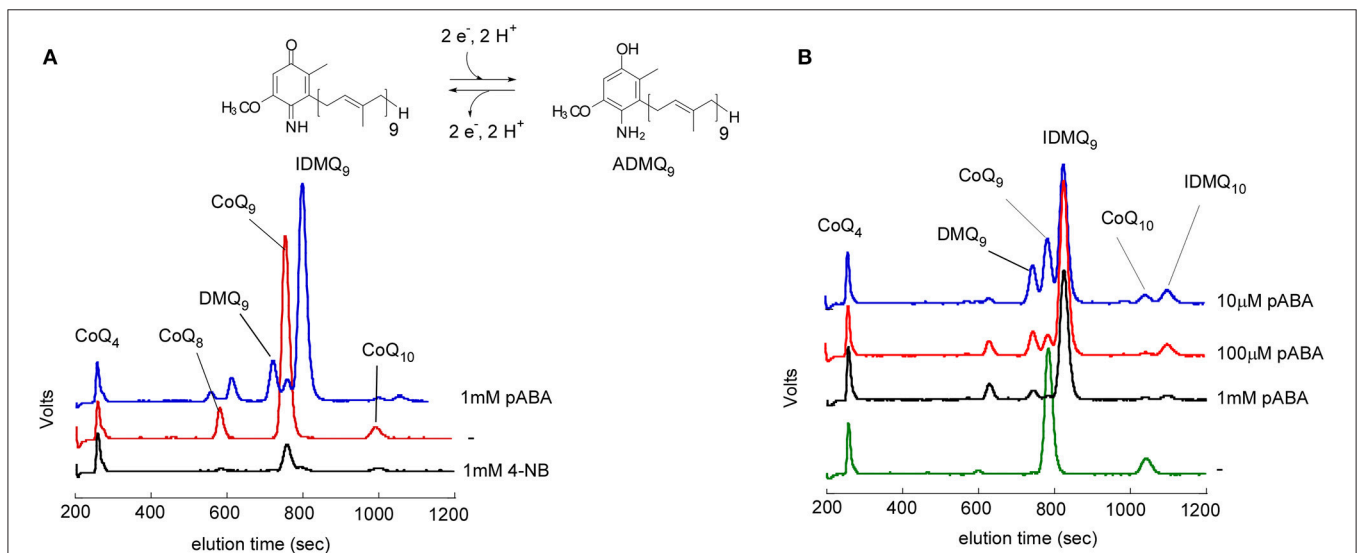 A
2 e⁻, 2 H⁺
2 e⁻, 2 H⁺
O
H₃CO
NH
H
9
OH
H₃CO
NH₂
H
9
IDMQ₉
ADMQ₉
CoQ₉
DMQ₉
CoQ₈
CoQ₄
CoQ₁₀
1mM pABA
-
1mM 4-NB
Volts
200 400 600 800 1000 1200
elution time (sec)
B
IDMQ₉
CoQ₉
IDMQ₁₀
CoQ₄
DMQ₉
CoQ₁₀
10µM pABA
100µM pABA
1mM pABA
-
Volts
200 400 600 800 1000 1200
elution time (sec)